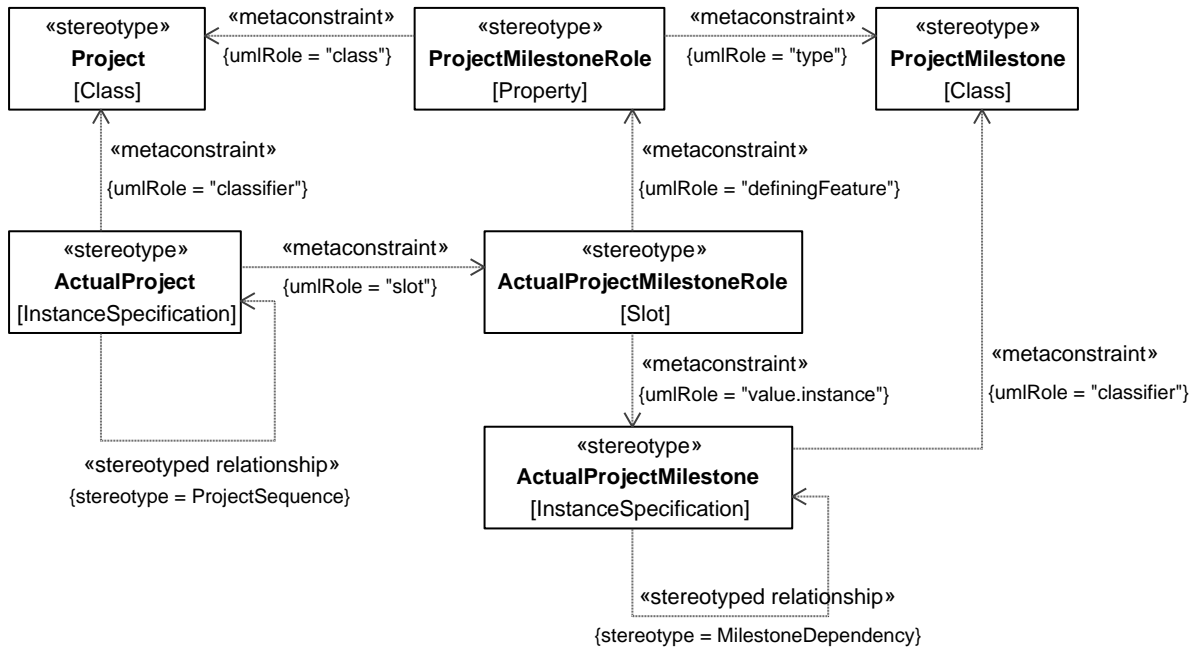 «stereotype»
Project
[Class]
«metaconstraint»
{umlRole = "class"}
«stereotype»
ProjectMilestoneRole
[Property]
«metaconstraint»
{umlRole = "type"}
«stereotype»
ProjectMilestone
[Class]
«metaconstraint»
{umlRole = "classifier"}
«metaconstraint»
{umlRole = "definingFeature"}
«stereotype»
ActualProject
[InstanceSpecification]
«metaconstraint»
{umlRole = "slot"}
«stereotype»
ActualProjectMilestoneRole
[Slot]
«metaconstraint»
{umlRole = "value.instance"}
«metaconstraint»
{umlRole = "classifier"}
«stereotyped relationship»
{stereotype = ProjectSequence}
«stereotype»
ActualProjectMilestone
[InstanceSpecification]
«stereotyped relationship»
{stereotype = MilestoneDependency}